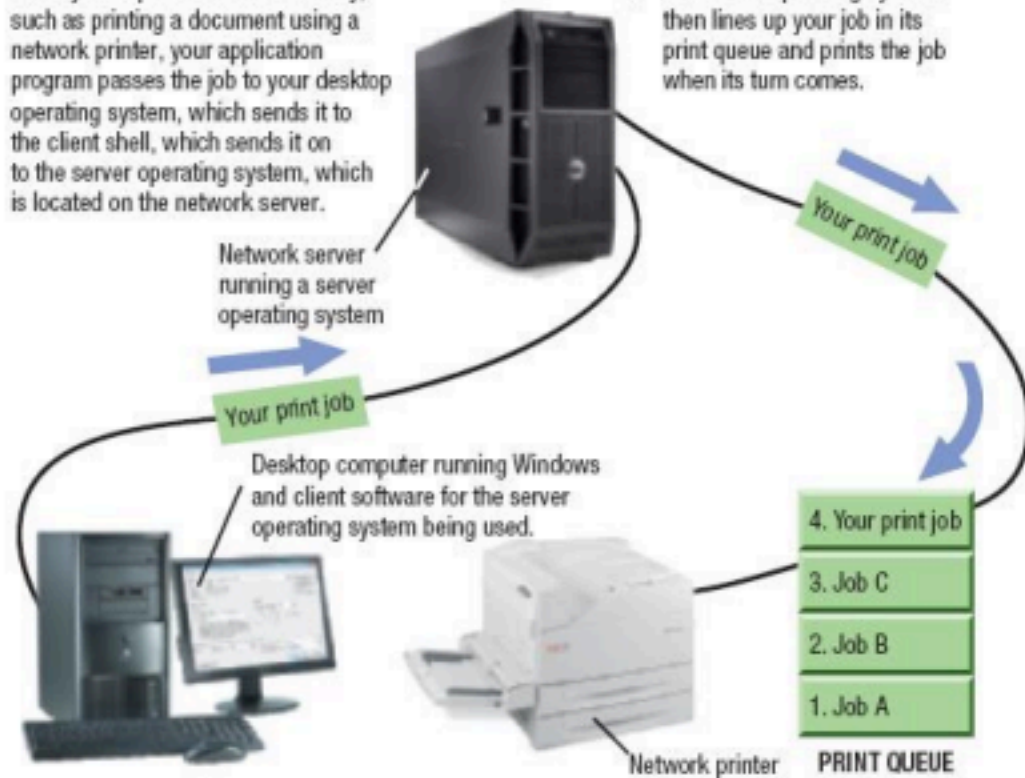 such as printing a document using a
network printer, your application
program passes the job to your desktop
operating system, which sends it to
the client shell, which sends it on
to the server operating system, which
is located on the network server.
then lines up your job in its
print queue and prints the job
when its turn comes.
Network server
running a server
operating system
Your print job
Your print job
Desktop computer running Windows
and client software for the server
operating system being used.
4. Your print job
3. Job C
2. Job B
1. Job A
Network printer
PRINT QUEUE